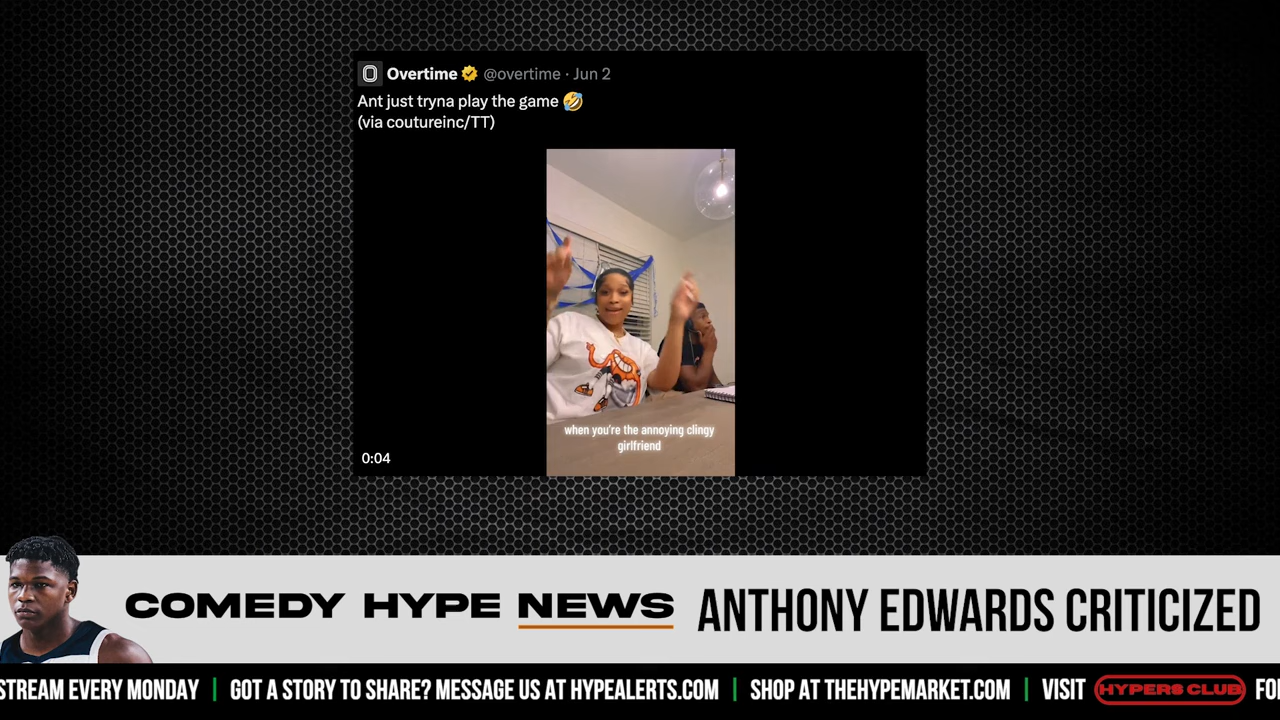 Overtime @overtime · Jun 2
Ant just tryna play the game 🤣
(via coutureinc/TT)
when you're the annoying clingy
girlfriend
0:04
COMEDY HYPE NEWS
ANTHONY EDWARDS CRITICIZED
STREAM EVERY MONDAY | GOT A STORY TO SHARE? MESSAGE US AT HYPEALERTS.COM | SHOP AT THEHYPEMARKET.COM | VISIT HYPERS CLUB